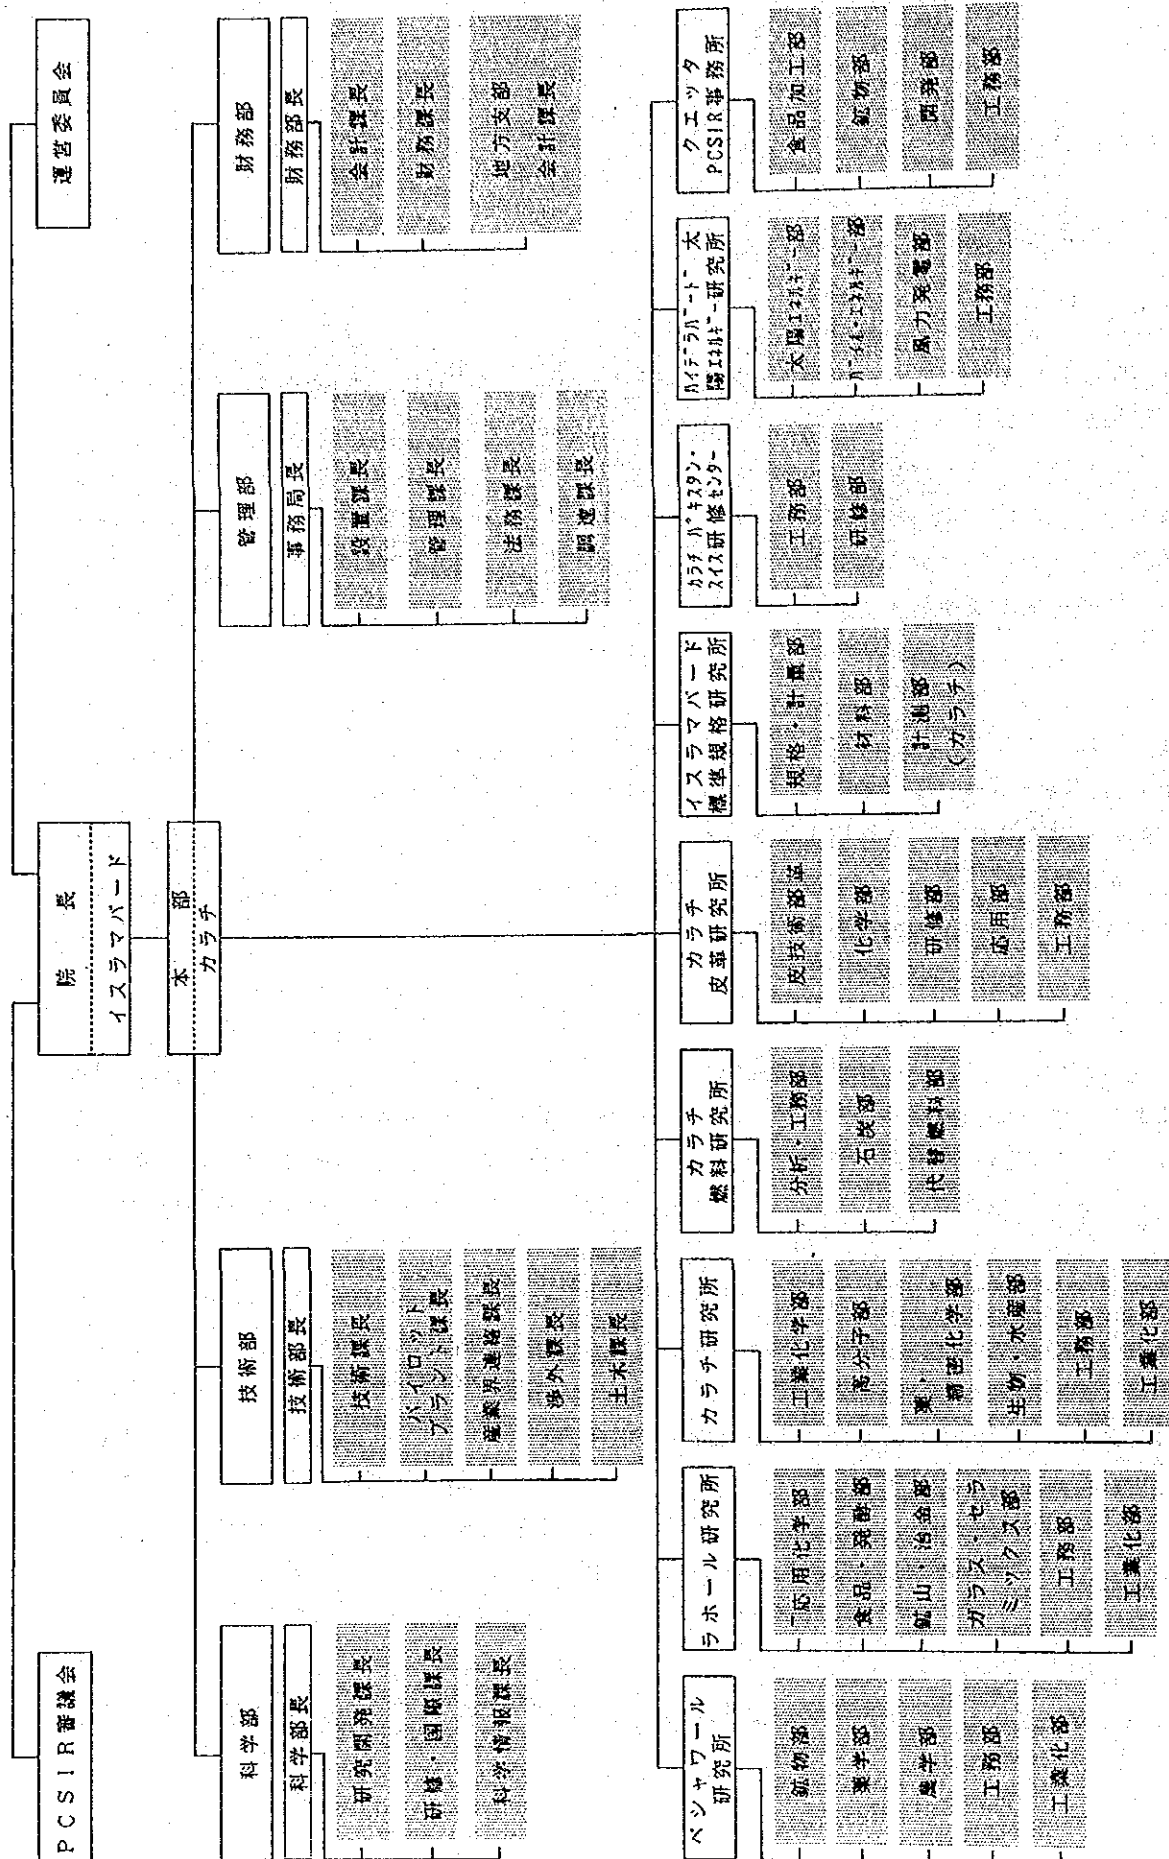 PCSIR審議会
院長
イスラマバード
運営委員会
本部
カラチ
科学部
科学部長
研究開発課長
研修・国際課長
科学情報課長
技術部
技術部長
技術課長
パイロット
プラント課長
産業界連絡課長
渉外課長
土木課長
管理部
事務局長
設置課長
管理課長
法務課長
調達課長
財務部
財務部長
会計課長
財務課長
地方支部
会計課長
ペシャワール
研究所
鉱物部
薬学部
農学部
工務部
工業化部
ラホール研究所
応用化学部
食品・発酵部
鉱山・冶金部
ガラス・セラ
ミックス部
工務部
工業化部
カラチ研究所
工業化学部
高分子部
薬・
精密化学部
生物・水産部
工務部
工業化部
カラチ
燃料研究所
分析・工務部
石炭部
代替燃料部
カラチ
皮革研究所
皮技術部革
化学部
研修部
応用部
工務部
イスラマバード
標準規格研究所
規格・計量部
材料部
計測部
(カラチ)
カラチ パキスタン・
スイス研修センター
工務部
研修部
ハイデラバード 太
陽エネルギー研究所
太陽エネルギー部
バイオ・エネルギー部
風力発電部
工務部
クエッタ
PCSIR事務所
食品加工部
鉱物部
開発部
工務部